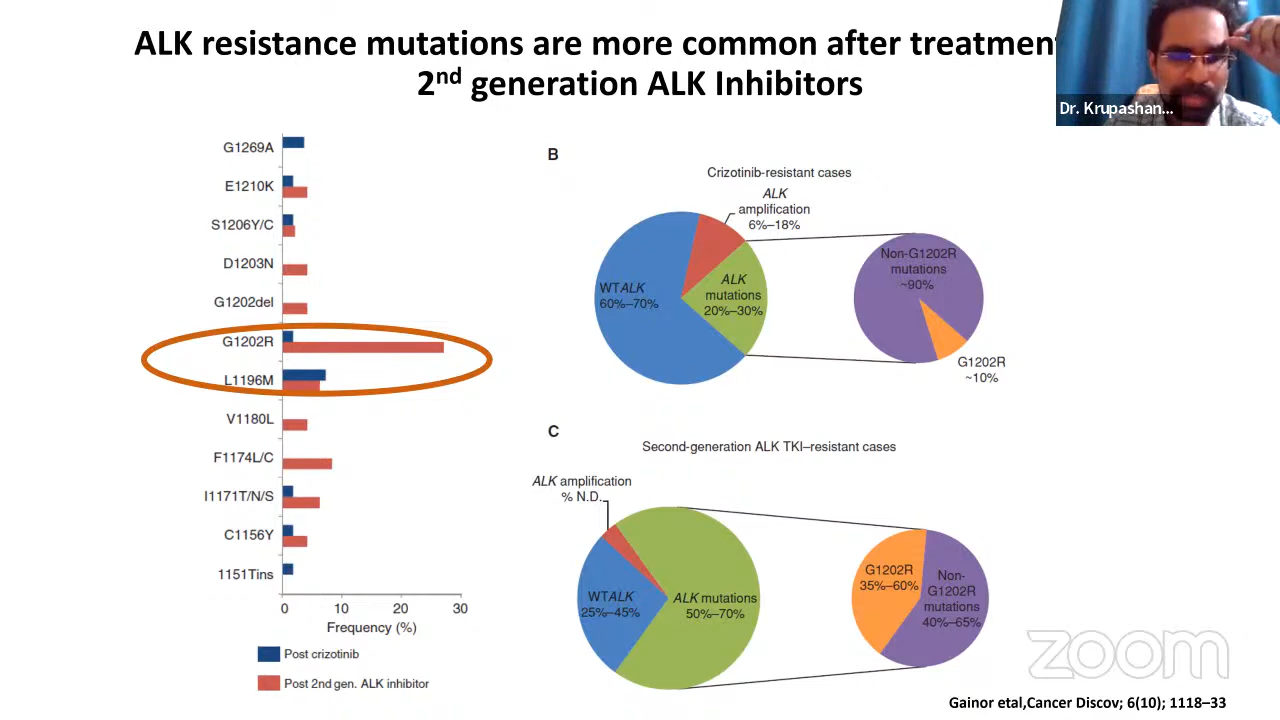 ALK resistance mutations are more common after treatment
2nd generation ALK Inhibitors
Dr. Krupashan...
G1269A
E1210K
S1206Y/C
D1203N
G1202del
G1202R
L1196M
V1180L
F1174L/C
I1171T/N/S
C1156Y
1151Tins
0 10 20 30
Frequency (%)
Post crizotinib
Post 2nd gen. ALK inhibitor
B
Crizotinib-resistant cases
ALK
amplification
6%–18%
WT ALK
60%–70%
ALK
mutations
20%–30%
Non-G1202R
mutations
~90%
G1202R
~10%
C
Second-generation ALK TKI–resistant cases
ALK amplification
% N.D.
WT ALK
25%–45%
ALK mutations
50%–70%
G1202R
35%–60%
Non-
G1202R
mutations
40%–65%
zoom
Gainor etal,Cancer Discov; 6(10); 1118–33